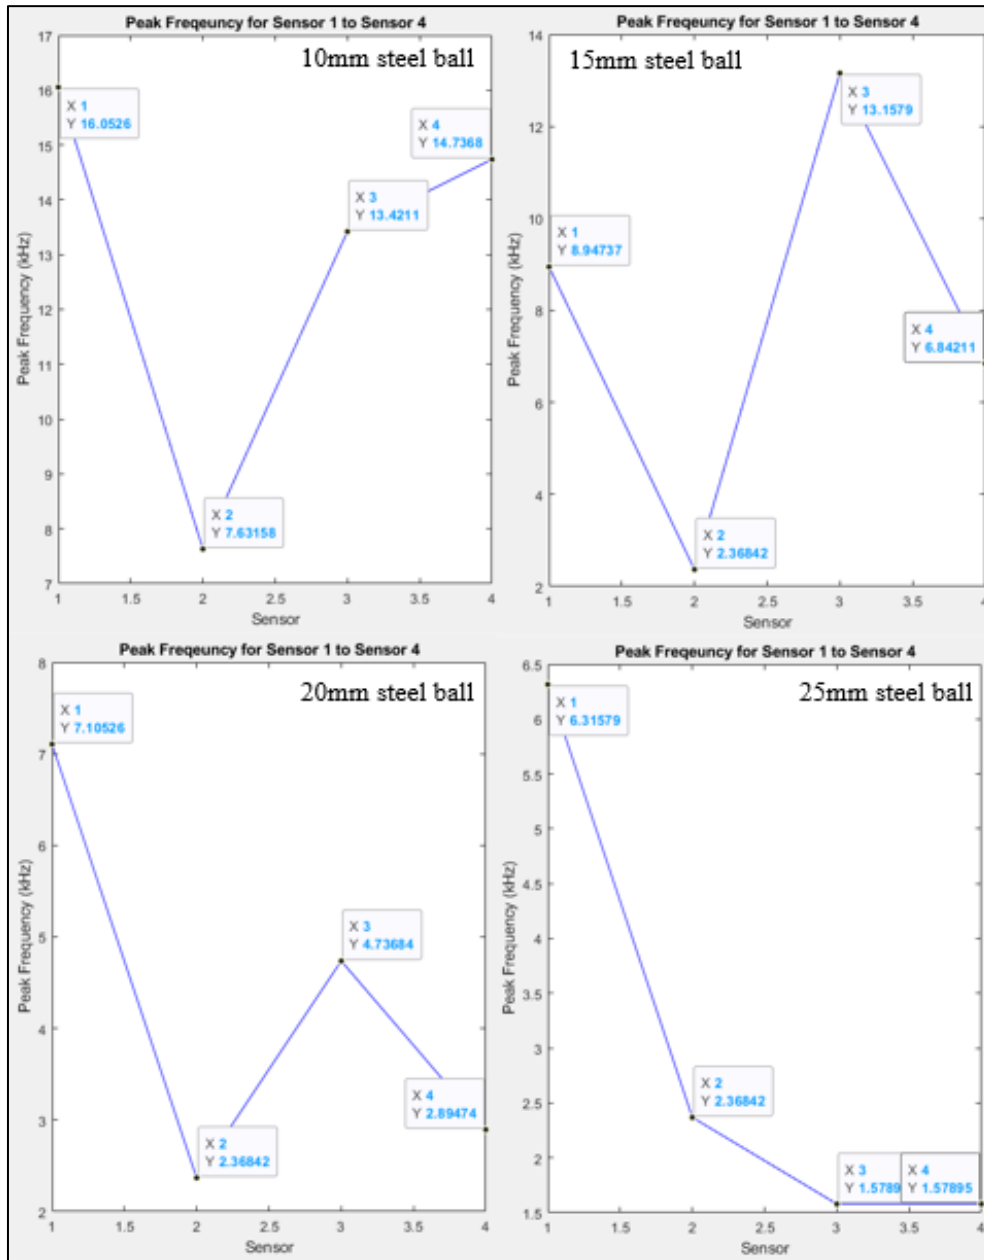 Peak Freqeuncy for Sensor 1 to Sensor 4
10mm steel ball
17
16
15
14
13
12
11
10
9
8
7
Peak Frequency (kHz)
X 1
Y 16.0526
X 2
Y 7.63158
X 3
Y 13.4211
X 4
Y 14.7368
1 1.5 2 2.5 3 3.5 4
Sensor
Peak Freqeuncy for Sensor 1 to Sensor 4
15mm steel ball
14
12
10
8
6
4
2
Peak Frequency (kHz)
X 1
Y 8.94737
X 2
Y 2.36842
X 3
Y 13.1579
X 4
Y 6.84211
1 1.5 2 2.5 3 3.5 4
Sensor
Peak Freqeuncy for Sensor 1 to Sensor 4
20mm steel ball
8
7
6
5
4
3
2
Peak Frequency (kHz)
X 1
Y 7.10526
X 2
Y 2.36842
X 3
Y 4.73684
X 4
Y 2.89474
1 1.5 2 2.5 3 3.5 4
Sensor
Peak Freqeuncy for Sensor 1 to Sensor 4
25mm steel ball
6.5
6
5.5
5
4.5
4
3.5
3
2.5
2
1.5
Peak Frequency (kHz)
X 1
Y 6.31579
X 2
Y 2.36842
X 3
Y 1.5789
X 4
Y 1.57895
1 1.5 2 2.5 3 3.5 4
Sensor